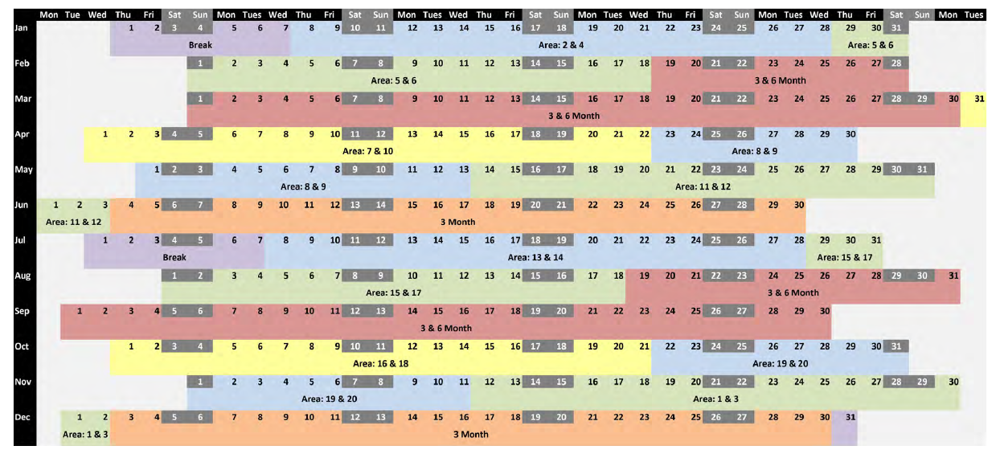 Mon Tue Wed Thu Fri Sat Sun Mon Tues Wed Thu Fri Sat Sun Mon Tues Wed Thu Fri Sat Sun Mon Tues Wed Thu Fri Sat Sun Mon Tues Wed Thu Fri Sat Sun Mon Tues
Jan 1 2 3 4 5 6 7 8 9 10 11 12 13 14 15 16 17 18 19 20 21 22 23 24 25 26 27 28 29 30 31
Break Area: 2 & 4 Area: 5 & 6
Feb 1 2 3 4 5 6 7 8 9 10 11 12 13 14 15 16 17 18 19 20 21 22 23 24 25 26 27 28
Area: 5 & 6 3 & 6 Month
Mar 1 2 3 4 5 6 7 8 9 10 11 12 13 14 15 16 17 18 19 20 21 22 23 24 25 26 27 28 29 30 31
3 & 6 Month
Apr 1 2 3 4 5 6 7 8 9 10 11 12 13 14 15 16 17 18 19 20 21 22 23 24 25 26 27 28 29 30
Area: 7 & 10 Area: 8 & 9
May 1 2 3 4 5 6 7 8 9 10 11 12 13 14 15 16 17 18 19 20 21 22 23 24 25 26 27 28 29 30 31
Area: 8 & 9 Area: 11 & 12
Jun 1 2 3 4 5 6 7 8 9 10 11 12 13 14 15 16 17 18 19 20 21 22 23 24 25 26 27 28 29 30
Area: 11 & 12 3 Month
Jul 1 2 3 4 5 6 7 8 9 10 11 12 13 14 15 16 17 18 19 20 21 22 23 24 25 26 27 28 29 30 31
Break Area: 13 & 14 Area: 15 & 17
Aug 1 2 3 4 5 6 7 8 9 10 11 12 13 14 15 16 17 18 19 20 21 22 23 24 25 26 27 28 29 30 31
Area: 15 & 17 3 & 6 Month
Sep 1 2 3 4 5 6 7 8 9 10 11 12 13 14 15 16 17 18 19 20 21 22 23 24 25 26 27 28 29 30
3 & 6 Month
Oct 1 2 3 4 5 6 7 8 9 10 11 12 13 14 15 16 17 18 19 20 21 22 23 24 25 26 27 28 29 30 31
Area: 16 & 18 Area: 19 & 20
Nov 1 2 3 4 5 6 7 8 9 10 11 12 13 14 15 16 17 18 19 20 21 22 23 24 25 26 27 28 29 30
Area: 19 & 20 Area: 1 & 3
Dec 1 2 3 4 5 6 7 8 9 10 11 12 13 14 15 16 17 18 19 20 21 22 23 24 25 26 27 28 29 30 31
Area: 1 & 3 3 Month